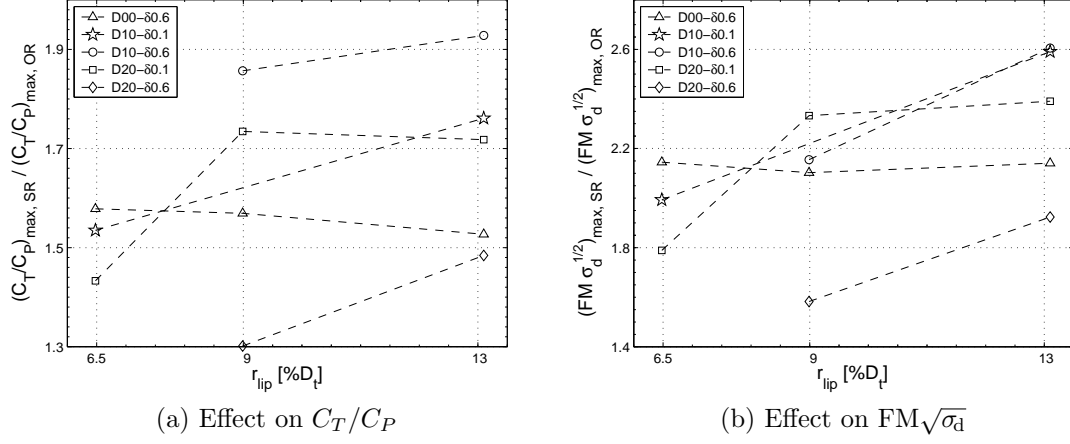 (C_T/C_P)_max, SR / (C_T/C_P)_max, OR
D00−δ0.6
D10−δ0.1
D10−δ0.6
D20−δ0.1
D20−δ0.6
1.9
1.7
1.5
1.3
6.5 9 13
r_lip [%D_t]
(a) Effect on C_T/C_P
(FM σ_d^1/2)_max, SR / (FM σ_d^1/2)_max, OR
D00−δ0.6
D10−δ0.1
D10−δ0.6
D20−δ0.1
D20−δ0.6
2.6
2.2
1.8
1.4
6.5 9 13
r_lip [%D_t]
(b) Effect on FM√σ_d